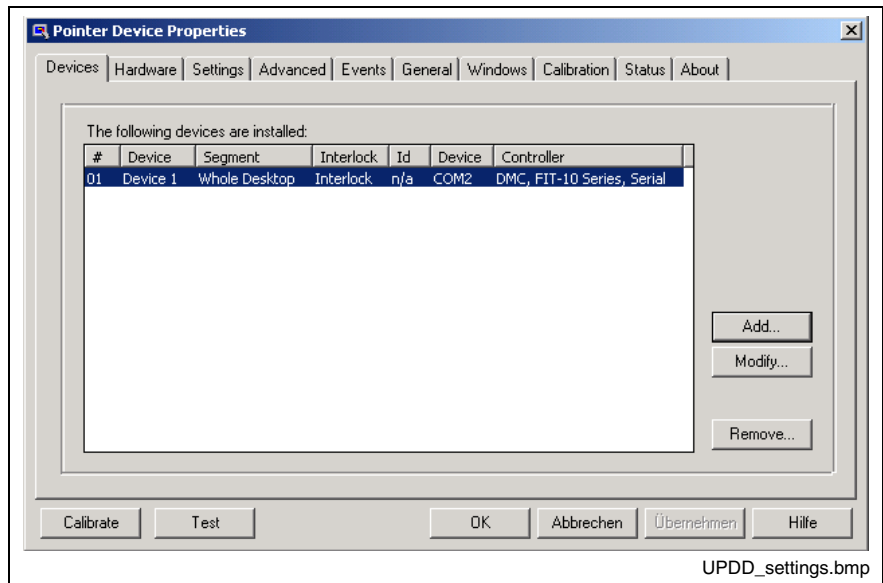 Pointer Device Properties
Devices Hardware Settings Advanced Events General Windows Calibration Status About
The following devices are installed:
# Device Segment Interlock Id Device Controller
01 Device 1 Whole Desktop Interlock n/a COM2 DMC, FIT-10 Series, Serial
Add...
Modify...
Remove...
Calibrate Test OK Abbrechen Übernehmen Hilfe
UPDD_settings.bmp